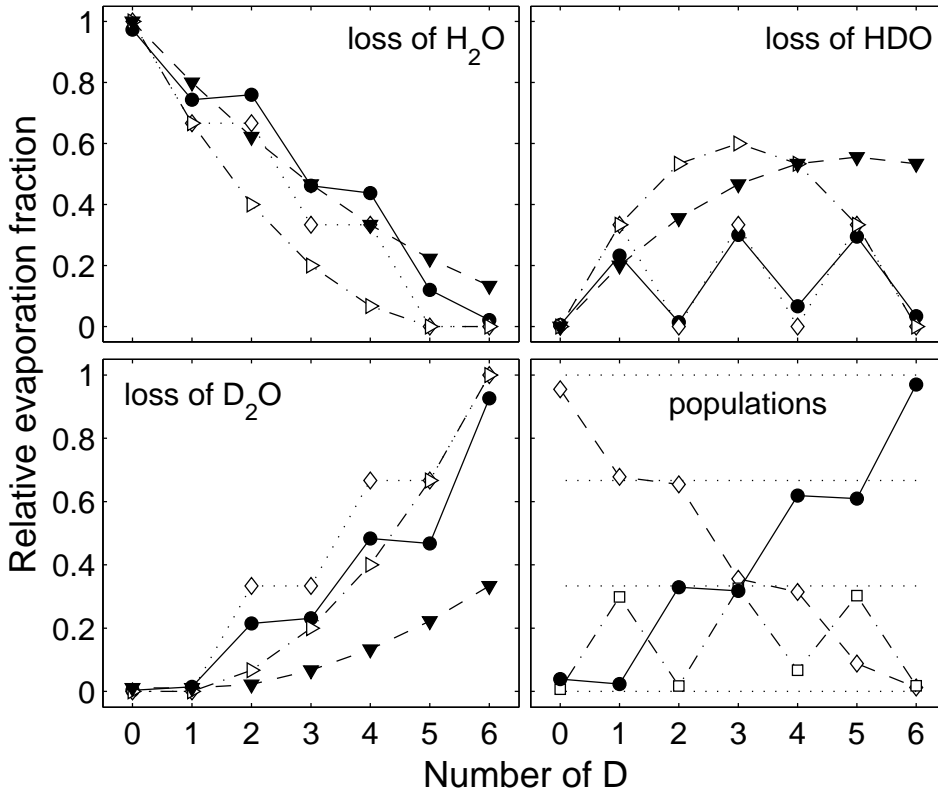 loss of H₂O
loss of HDO
1
0.8
0.6
0.4
0.2
0
loss of D₂O
populations
1
0.8
0.6
0.4
0.2
0
0 1 2 3 4 5 6
0 1 2 3 4 5 6
Relative evaporation fraction
Number of D